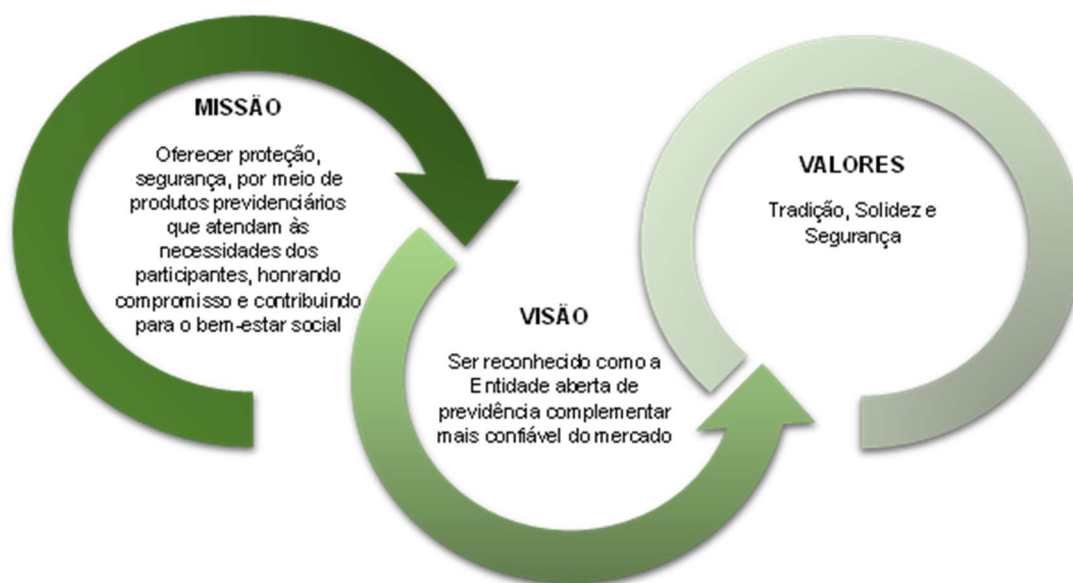 MISSÃO
Oferecer proteção,
segurança, por meio de
produtos previdenciários
que atendam às
necessidades dos
participantes, honrando
compromisso e contribuindo
para o bem-estar social
VISÃO
Ser reconhecido como a
Entidade aberta de
previdência complementar
mais confiável do mercado
VALORES
Tradição, Solidez e
Segurança